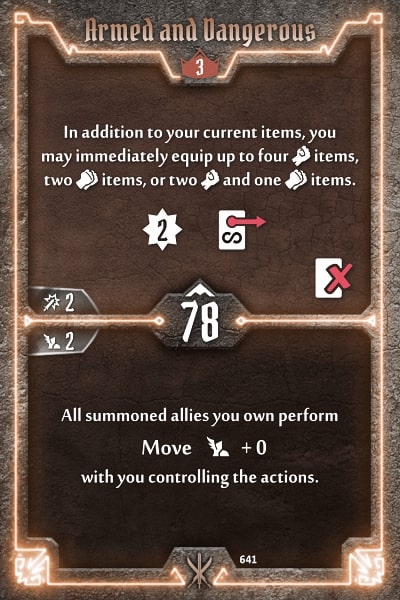 Armed and Dangerous
3
In addition to your current items, you
may immediately equip up to four items,
two items, or two and one items.
2
2
78
2
All summoned allies you own perform
Move + 0
with you controlling the actions.
641